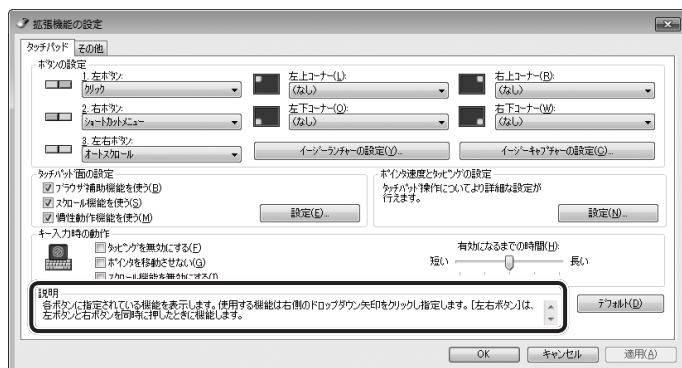 拡張機能の設定
タッチパッド その他
ボタンの設定
1. 左ボタン:
クリック
左上コーナー(L):
(なし)
右上コーナー(R):
(なし)
2. 右ボタン:
ショートカットメニュー
左下コーナー(O):
(なし)
右下コーナー(W):
(なし)
3. 左右ボタン:
オートスクロール
イージーランチャーの設定(Y)...
イージーキャプチャーの設定(C)...
タッチパッド面の設定
ブラウザ補助機能を使う(B)
スクロール機能を使う(S)
慣性動作機能を使う(M)
設定(E)...
ポインタ速度とタッピングの設定
タッチパッド操作についてより詳細な設定が
行えます。
設定(N)...
キー入力時の動作
タッピングを無効にする(F)
ポインタを移動させない(G)
スクロール機能を無効にする(T)
有効になるまでの時間(H):
短い 長い
説明
各ボタンに指定されている機能を表示します。使用する機能は右側のドロップダウン矢印をクリックし指定します。[左右ボタン]は、
左ボタンと右ボタンを同時に押したときに機能します。
デフォルト(D)
OK キャンセル 適用(A)